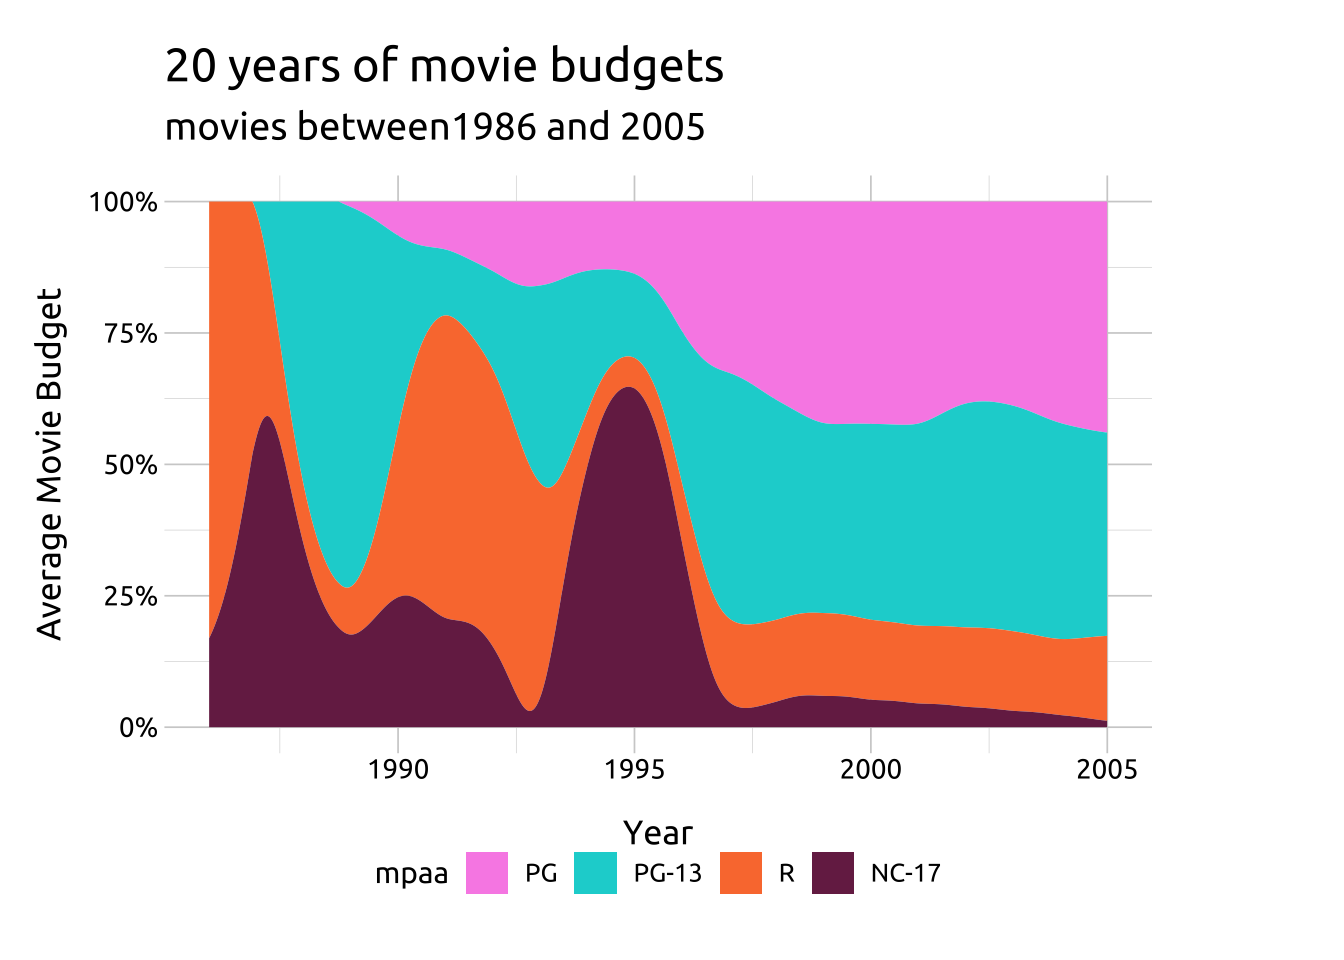 20 years of movie budgets
movies between1986 and 2005
Average Movie Budget
100%
75%
50%
25%
0%
1990 1995 2000 2005
Year
mpaa PG PG-13 R NC-17